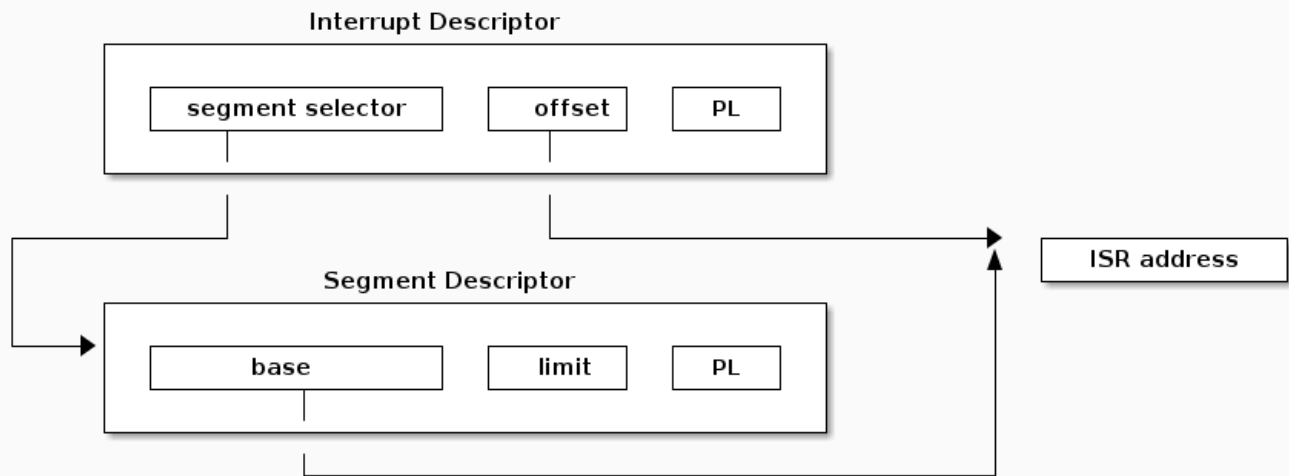 Interrupt Descriptor
segment selector
offset
PL
ISR address
Segment Descriptor
base
limit
PL